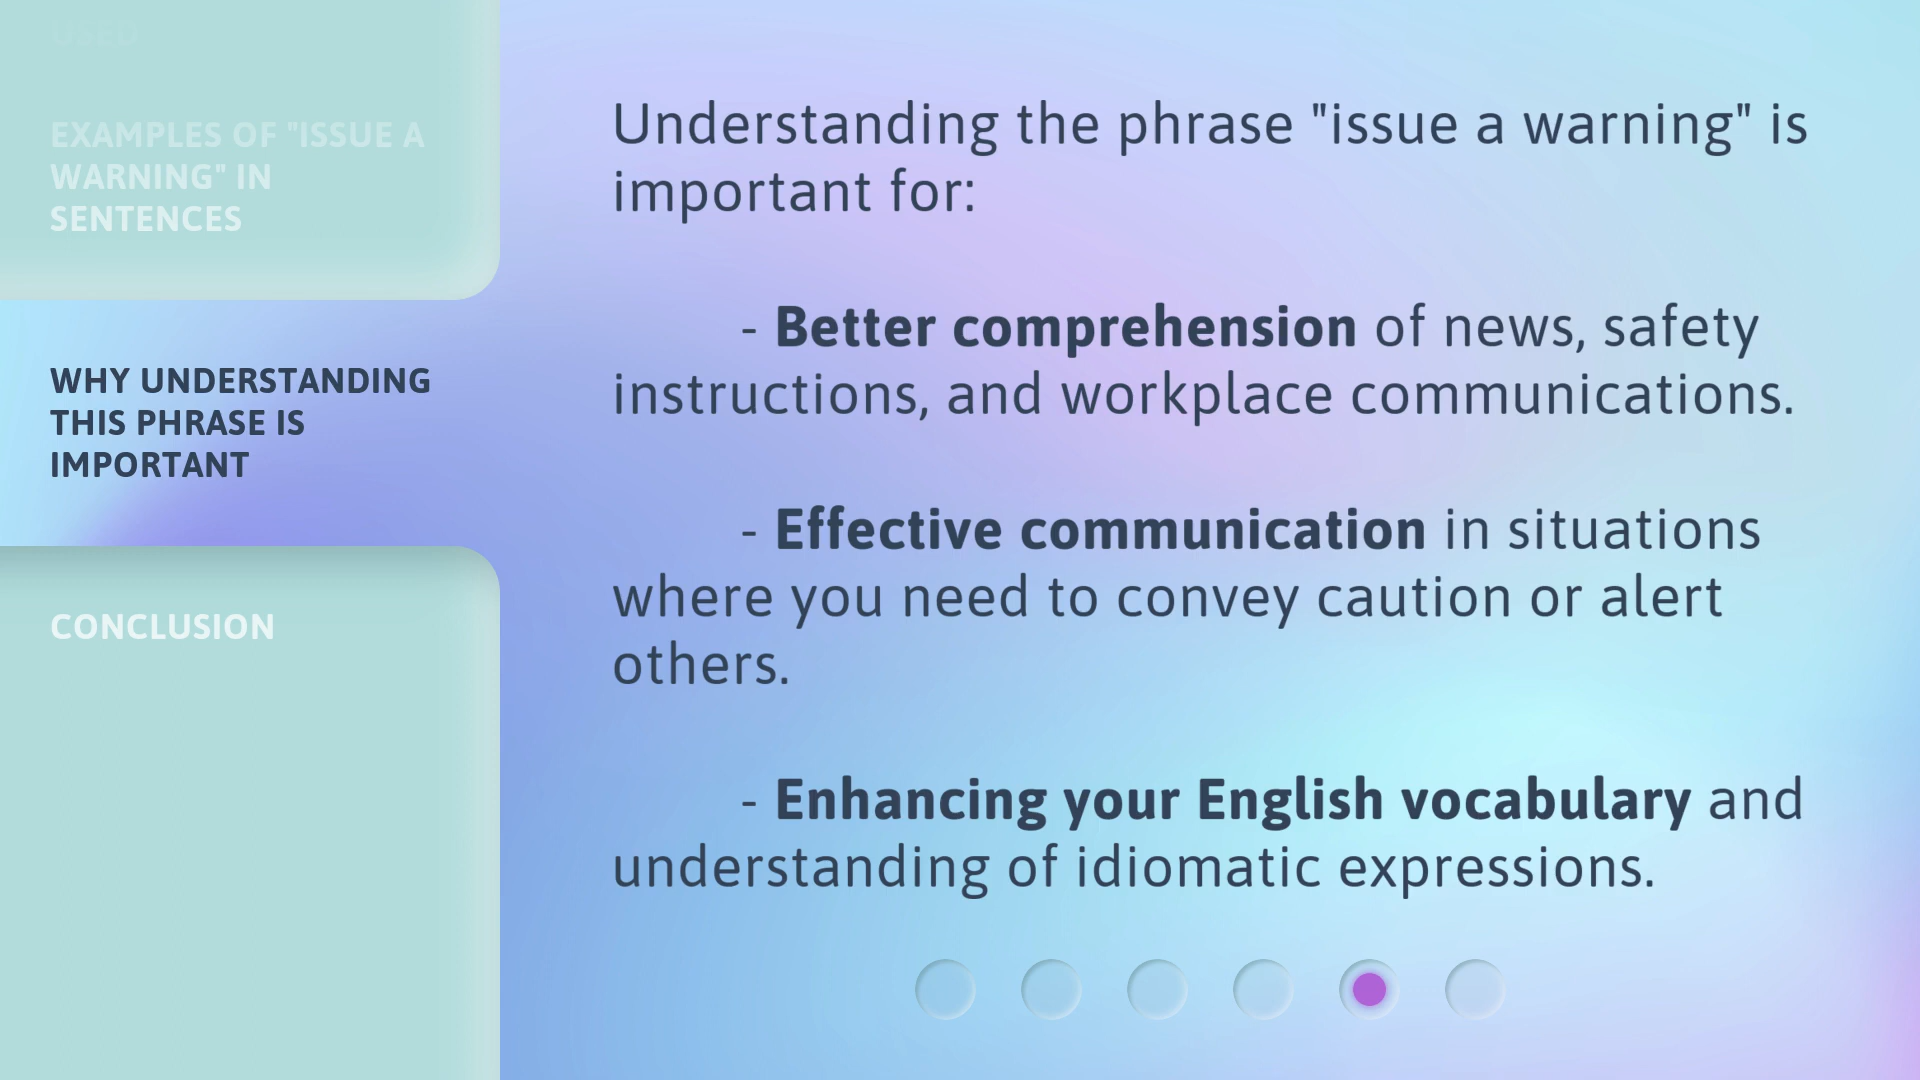 USED
EXAMPLES OF "ISSUE A
WARNING" IN
SENTENCES
WHY UNDERSTANDING
THIS PHRASE IS
IMPORTANT
CONCLUSION
Understanding the phrase "issue a warning" is
important for:
- Better comprehension of news, safety
instructions, and workplace communications.
- Effective communication in situations
where you need to convey caution or alert
others.
- Enhancing your English vocabulary and
understanding of idiomatic expressions.